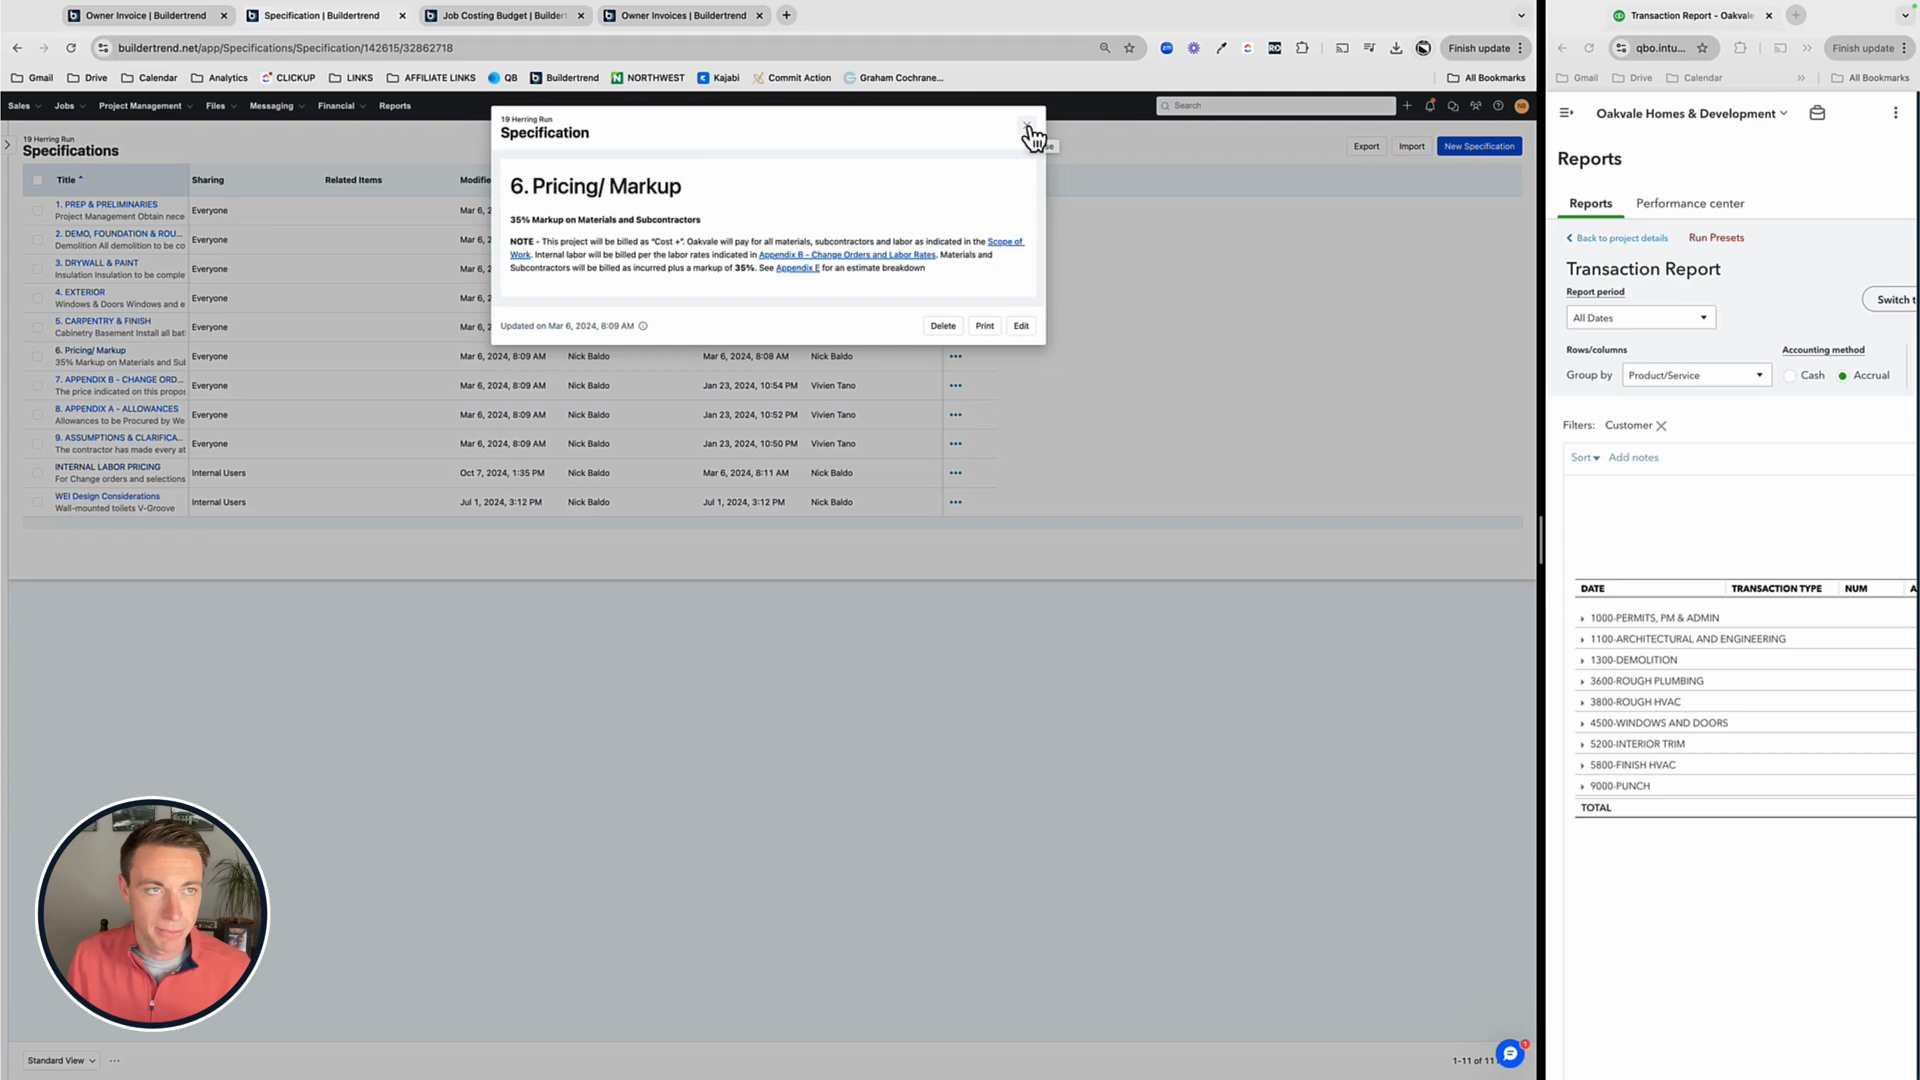 Owner Invoice | Buildertrend
Specification | Buildertrend
Job Costing Budget | Buildert
Owner Invoices | Buildertrend
buildertrend.net/app/Specifications/Specification/142615/32862718
Finish update
Gmail
Drive
Calendar
Analytics
CLICKUP
LINKS
AFFILIATE LINKS
QB
Buildertrend
NORTHWEST
Kajabi
Commit Action
Graham Cochrane...
All Bookmarks
Sales
Jobs
Project Management
Files
Messaging
Financial
Reports
Search
NB
19 Herring Run
Specifications
Export
Import
New Specification
Title
Sharing
Related Items
Modifie
1. PREP & PRELIMINARIES
Project Management Obtain nece
Everyone
Mar 6, 2
2. DEMO, FOUNDATION & ROU...
Demolition All demolition to be co
Everyone
Mar 6, 2
3. DRYWALL & PAINT
Insulation Insulation to be comple
Everyone
Mar 6, 2
4. EXTERIOR
Windows & Doors Windows and e
Everyone
Mar 6, 2
5. CARPENTRY & FINISH
Cabinetry Basement Install all bat
Everyone
Mar 6, 2
6. Pricing/ Markup
35% Markup on Materials and Sub
Everyone
Mar 6, 2024, 8:09 AM
Nick Baldo
Mar 6, 2024, 8:08 AM
Nick Baldo
7. APPENDIX B - CHANGE ORD...
The price indicated on this propos
Everyone
Mar 6, 2024, 8:09 AM
Nick Baldo
Jan 23, 2024, 10:54 PM
Vivien Tano
8. APPENDIX A - ALLOWANCES
Allowances to be Procured by We
Everyone
Mar 6, 2024, 8:09 AM
Nick Baldo
Jan 23, 2024, 10:52 PM
Vivien Tano
9. ASSUMPTIONS & CLARIFICA...
The contractor has made every at
Everyone
Mar 6, 2024, 8:09 AM
Nick Baldo
Jan 23, 2024, 10:50 PM
Vivien Tano
INTERNAL LABOR PRICING
For Change orders and selections
Internal Users
Oct 7, 2024, 1:35 PM
Nick Baldo
Mar 6, 2024, 8:11 AM
Nick Baldo
WEI Design Considerations
Wall-mounted toilets V-Groove
Internal Users
Jul 1, 2024, 3:12 PM
Nick Baldo
Jul 1, 2024, 3:12 PM
Nick Baldo
19 Herring Run
Specification
6. Pricing/ Markup
35% Markup on Materials and Subcontractors
NOTE - This project will be billed as "Cost +". Oakvale will pay for all materials, subcontractors and labor as indicated in the Scope of
Work. Internal labor will be billed per the labor rates indicated in Appendix B - Change Orders and Labor Rates. Materials and
Subcontractors will be billed as incurred plus a markup of 35%. See Appendix E for an estimate breakdown
Updated on Mar 6, 2024, 8:09 AM
Delete
Print
Edit
Standard View
1-11 of 11
1
Transaction Report - Oakvale
qbo.intu...
Finish update
Gmail
Drive
Calendar
All Bookmarks
Oakvale Homes & Development
Reports
Reports
Performance center
Back to project details
Run Presets
Transaction Report
Report period
Switch t
All Dates
Rows/columns
Accounting method
Group by
Product/Service
Cash
Accrual
Filters:
Customer
Sort
Add notes
DATE
TRANSACTION TYPE
NUM
A
1000-PERMITS, PM & ADMIN
1100-ARCHITECTURAL AND ENGINEERING
1300-DEMOLITION
3600-ROUGH PLUMBING
3800-ROUGH HVAC
4500-WINDOWS AND DOORS
5200-INTERIOR TRIM
5800-FINISH HVAC
9000-PUNCH
TOTAL